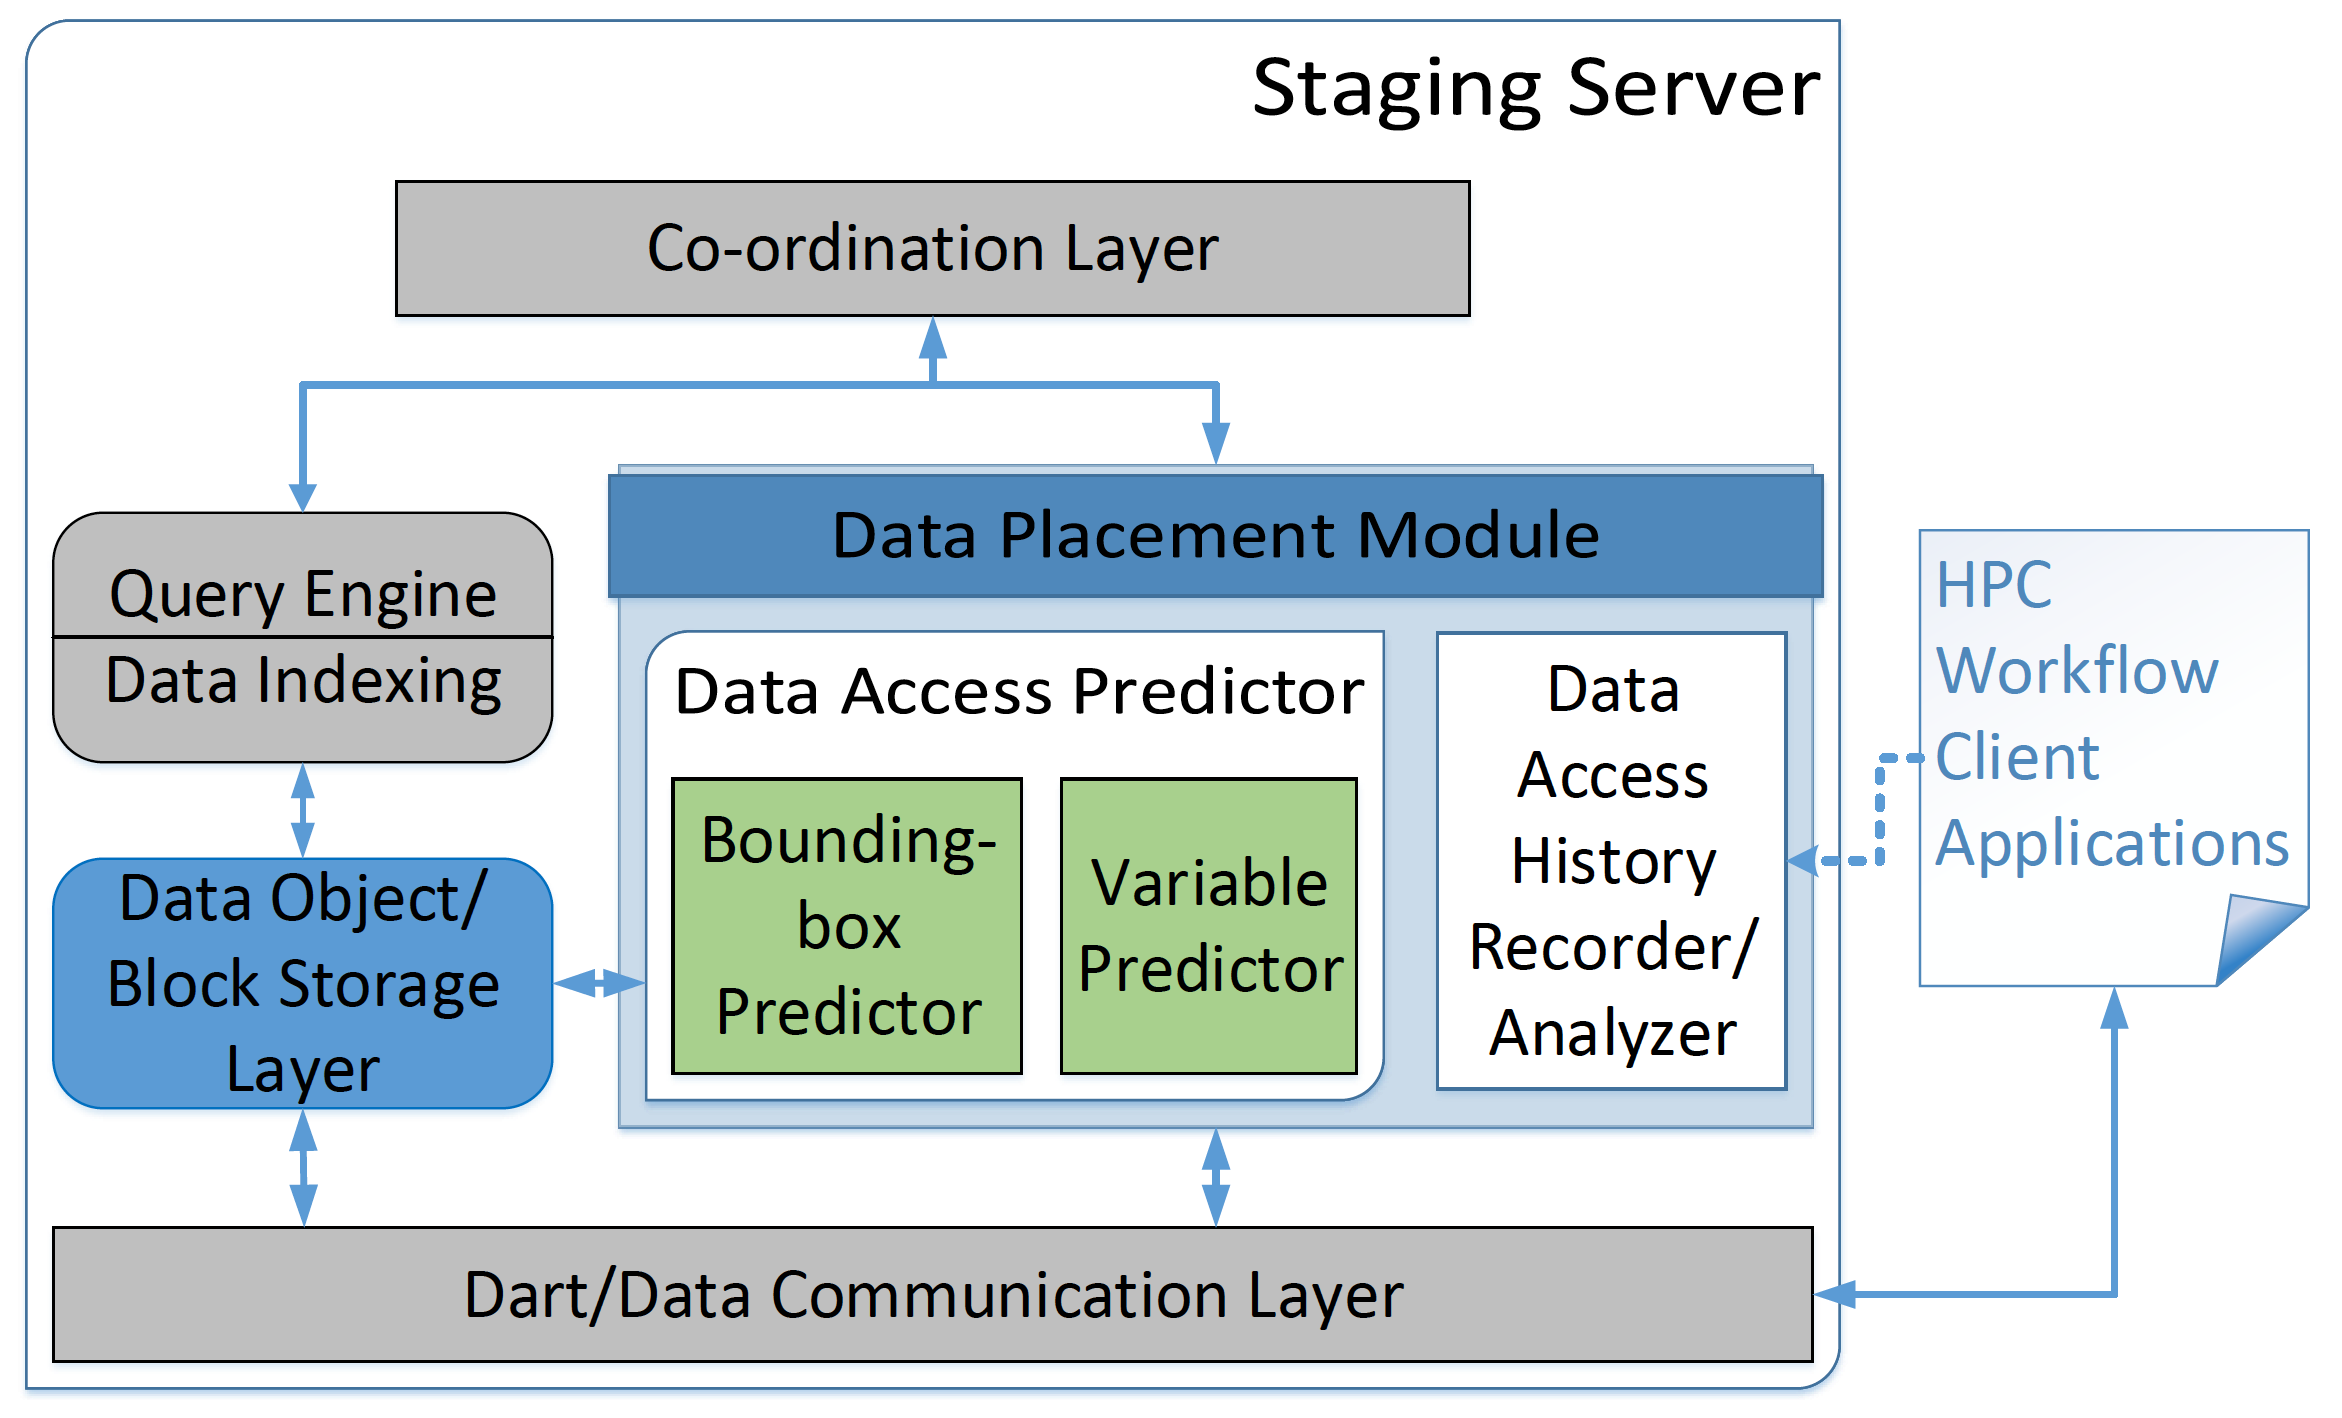 Staging Server
Co-ordination Layer
Data Placement Module
Query Engine
Data Indexing
Data Access Predictor
Bounding-
box
Predictor
Variable
Predictor
Data
Access
History
Recorder/
Analyzer
HPC
Workflow
Client
Applications
Data Object/
Block Storage
Layer
Dart/Data Communication Layer